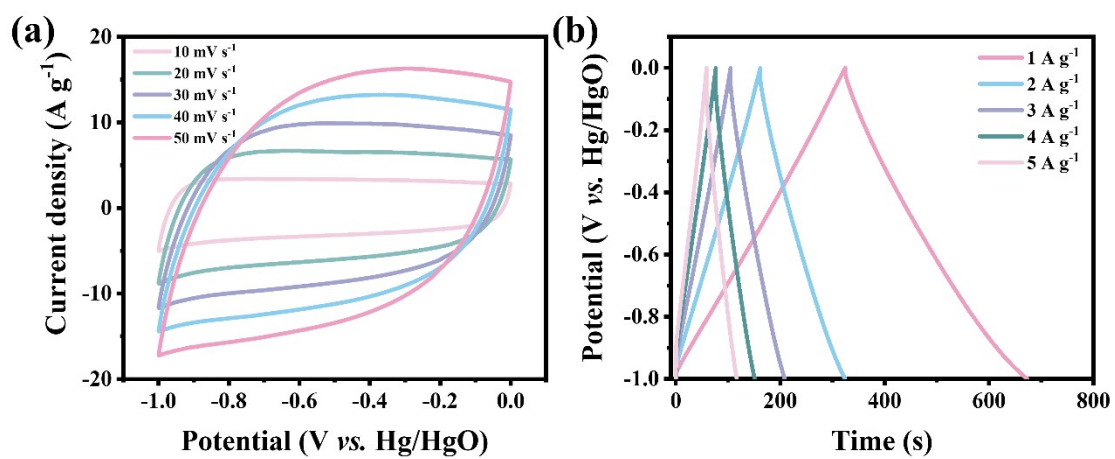 (a)
20
10
0
-10
-20
Current density (A g⁻¹)
10 mV s⁻¹
20 mV s⁻¹
30 mV s⁻¹
40 mV s⁻¹
50 mV s⁻¹
-1.0 -0.8 -0.6 -0.4 -0.2 0.0
Potential (V vs. Hg/HgO)
(b)
0.0
-0.2
-0.4
-0.6
-0.8
-1.0
Potential (V vs. Hg/HgO)
1 A g⁻¹
2 A g⁻¹
3 A g⁻¹
4 A g⁻¹
5 A g⁻¹
0 200 400 600 800
Time (s)